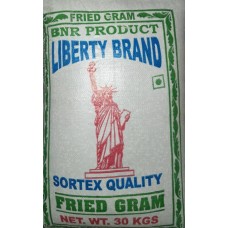 FRIED GRAM
BNR PRODUCT
LIBERTY BRAND
SORTEX QUALITY
FRIED GRAM
NET. WT. 30 KGS